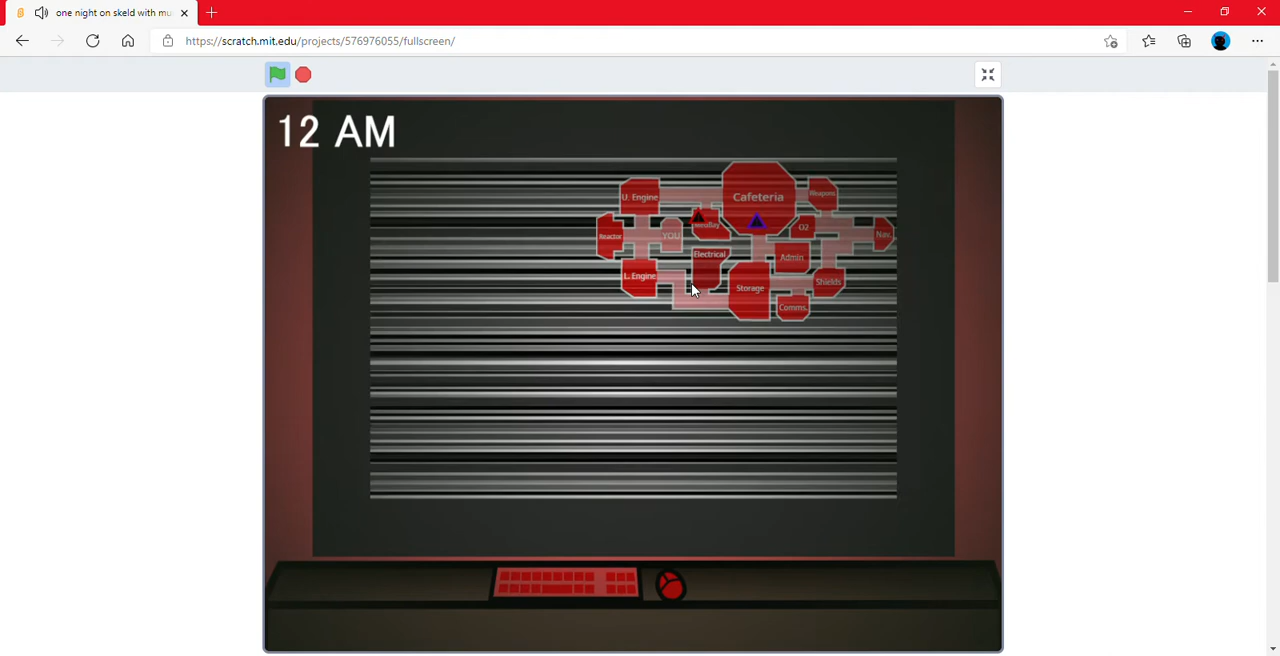 one night on skeld with mu
https://scratch.mit.edu/projects/576976055/fullscreen/
12 AM
U. Engine
Cafeteria
Weapons
Medbay
O2
Reactor
YOU
Nav.
Electrical
Admin.
L. Engine
Storage
Shields
Comms.